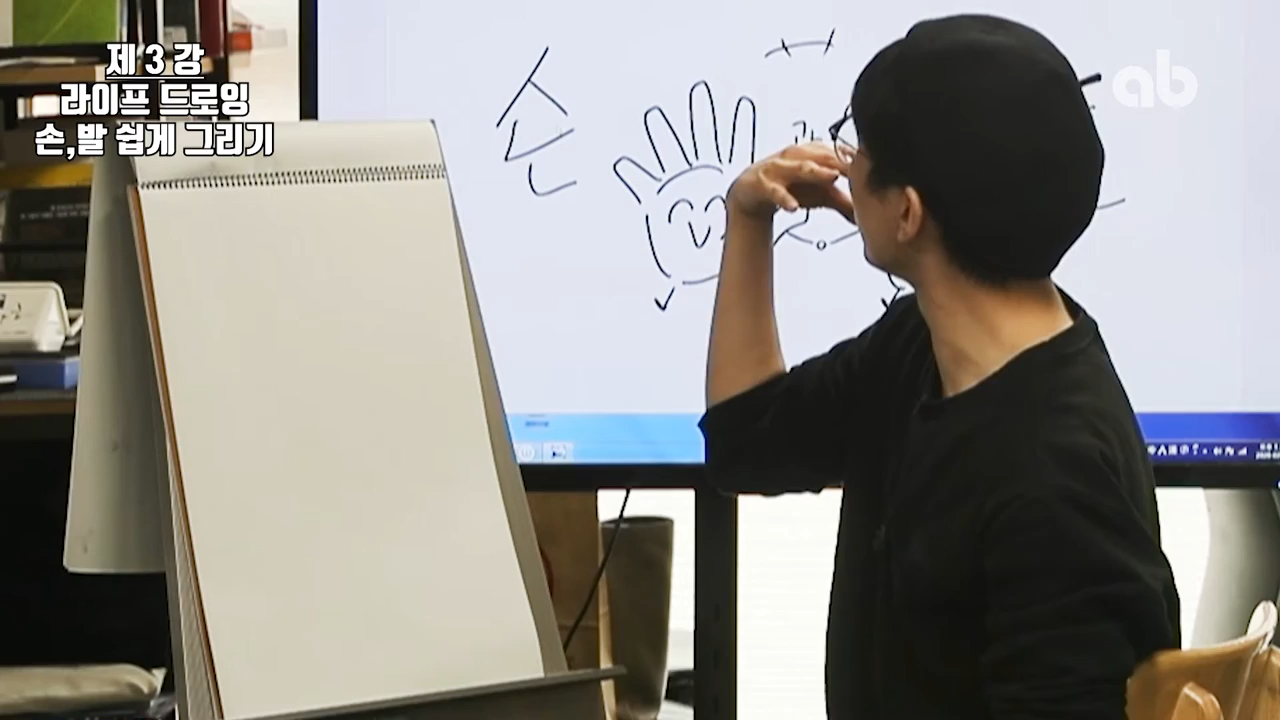 제 3 강
라이프 드로잉
손,발 쉽게 그리기
ab
손